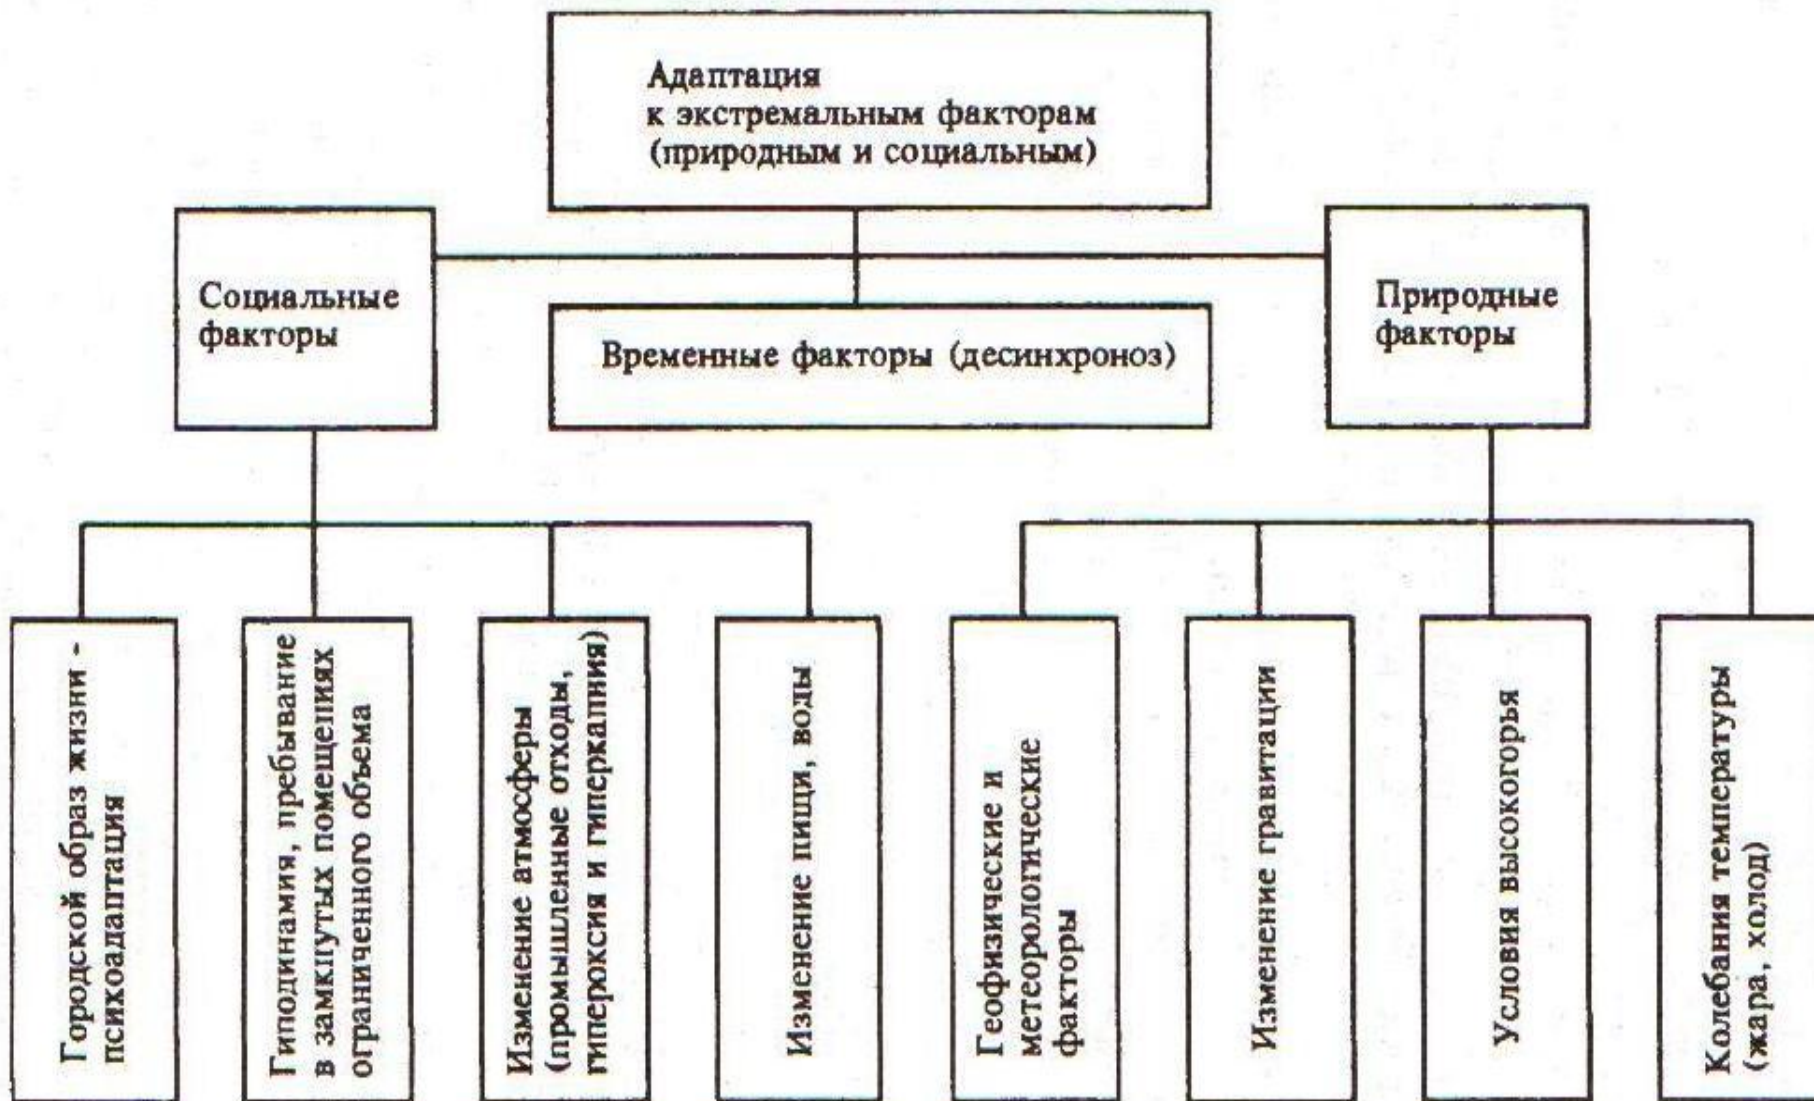 Адаптация
к экстремальным факторам
(природным и социальным)
Социальные
факторы
Временные факторы (десинхроноз)
Природные
факторы
Городской образ жизни -
психоадаптация
Гиподинамия, пребывание
в замкнутых помещениях
ограниченного объема
Изменение атмосферы
(промышленные отходы,
гипероксия и гиперкапния)
Изменение пищи, воды
Геофизические и
метеорологические
факторы
Изменение гравитации
Условия высокогорья
Колебания температуры
(жара, холод)